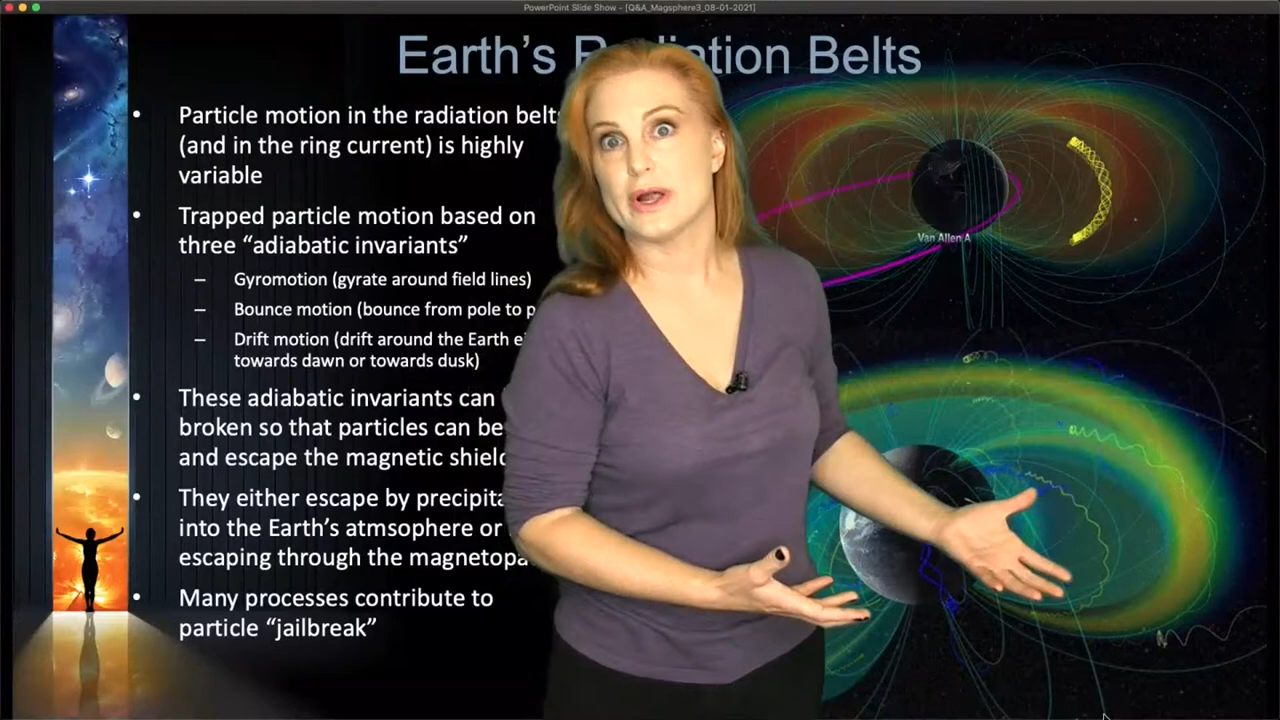 PowerPoint Slide Show - [Q&A_Magsphere3_08-01-2021]
Earth's Radiation Belts
• Particle motion in the radiation belts
(and in the ring current) is highly
variable
• Trapped particle motion based on
three “adiabatic invariants”
– Gyromotion (gyrate around field lines)
– Bounce motion (bounce from pole to
– Drift motion (drift around the Earth
towards dawn or towards dusk)
• These adiabatic invariants can
broken so that particles can be
and escape the magnetic
• They either escape by
into the Earth’s atmsophere or
escaping through the
• Many processes contribute to
particle “jailbreak”
Van Allen A